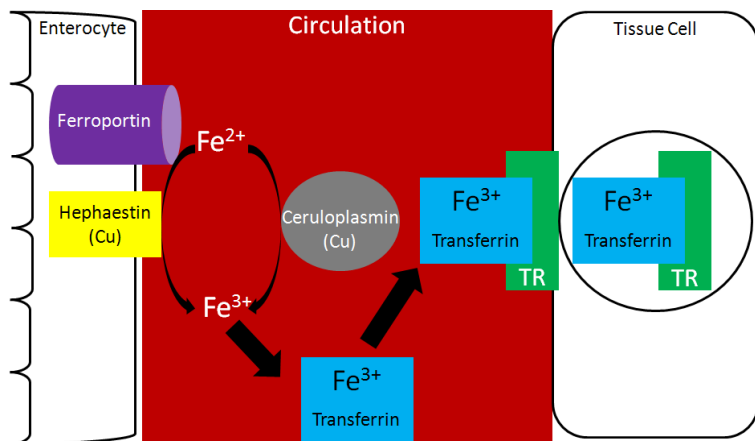 Enterocyte
Circulation
Tissue Cell
Ferroportin
Fe²⁺
Hephaestin
(Cu)
Ceruloplasmin
(Cu)
Fe³⁺
Transferrin
TR
Fe³⁺
Transferrin
TR
Fe³⁺
Fe³⁺
Transferrin